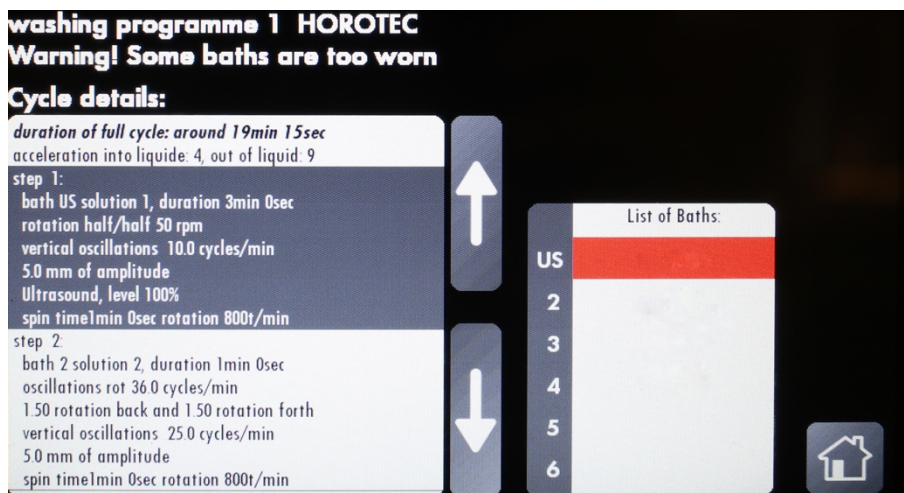 washing programme 1 HOROTEC
Warning! Some baths are too worn
Cycle details:
duration of full cycle: around 19min 15sec
acceleration into liquide: 4, out of liquid: 9
step 1:
bath US solution 1, duration 3min 0sec
rotation half/half 50 rpm
vertical oscillations 10.0 cycles/min
5.0 mm of amplitude
Ultrasound, level 100%
spin time1min 0sec rotation 800t/min
step 2:
bath 2 solution 2, duration 1min 0sec
oscillations rot 36.0 cycles/min
1.50 rotation back and 1.50 rotation forth
vertical oscillations 25.0 cycles/min
5.0 mm of amplitude
spin time1min 0sec rotation 800t/min
List of Baths:
US
2
3
4
5
6